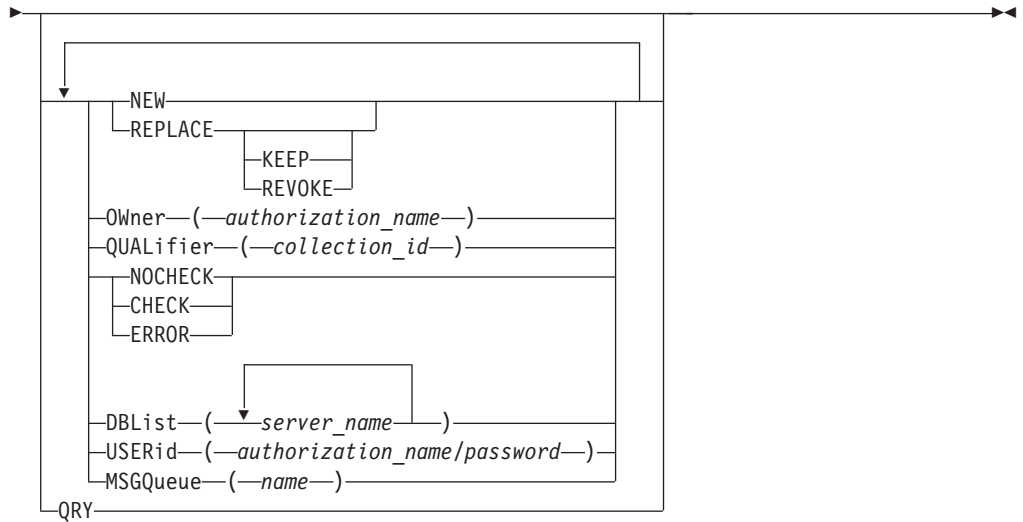 NEW
REPLACE
KEEP
REVOKE
OWner ( authorization_name )
QUALifier ( collection_id )
NOCHECK
CHECK
ERROR
DBList ( server_name )
USERid ( authorization_name/password )
MSGQueue ( name )
QRY